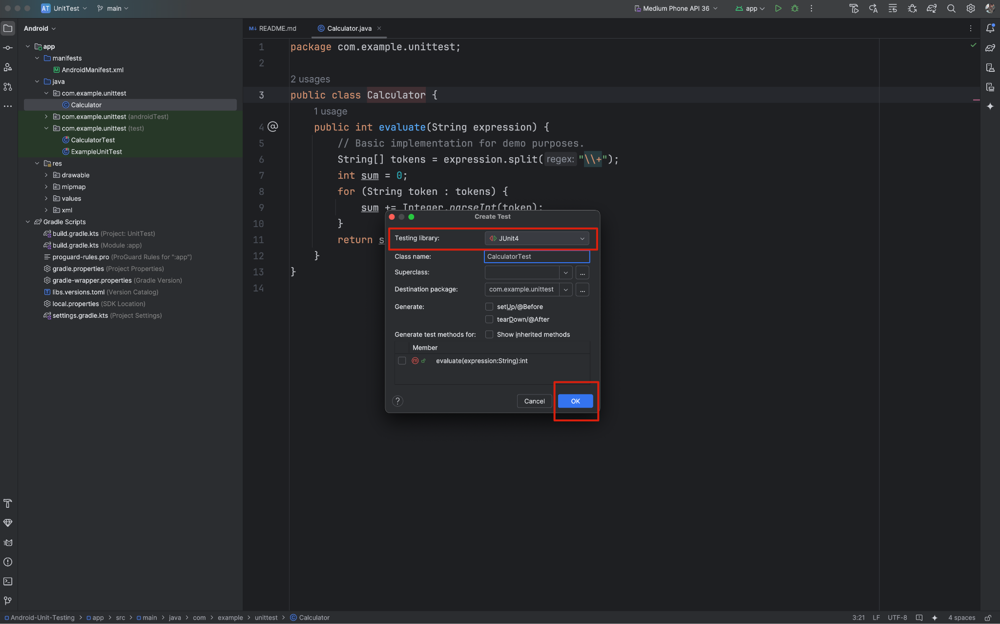 AT UnitTest main Medium Phone API 36 app
Android
app
manifests
AndroidManifest.xml
java
com.example.unittest
Calculator
com.example.unittest (androidTest)
com.example.unittest (test)
CalculatorTest
ExampleUnitTest
res
drawable
mipmap
values
xml
Gradle Scripts
build.gradle.kts (Project: UnitTest)
build.gradle.kts (Module :app)
proguard-rules.pro (ProGuard Rules for ":app")
gradle.properties (Project Properties)
gradle-wrapper.properties (Gradle Version)
libs.versions.toml (Version Catalog)
local.properties (SDK Location)
settings.gradle.kts (Project Settings)
README.md Calculator.java
1 package com.example.unittest;
2
2 usages
3 public class Calculator {
1 usage
4 public int evaluate(String expression) {
5 // Basic implementation for demo purposes.
6 String[] tokens = expression.split( regex: "\\+");
7 int sum = 0;
8 for (String token : tokens) {
9 sum += Integer.parseInt(token);
10 }
11 return s
12 }
13 }
14
Create Test
Testing library: JUnit4
Class name: CalculatorTest
Superclass: ...
Destination package: com.example.unittest ...
Generate: setUp/@Before
tearDown/@After
Generate test methods for: Show inherited methods
Member
evaluate(expression:String):int
? Cancel OK
Android-Unit-Testing > app > src > main > java > com > example > unittest > Calculator 3:21 LF UTF-8 4 spaces